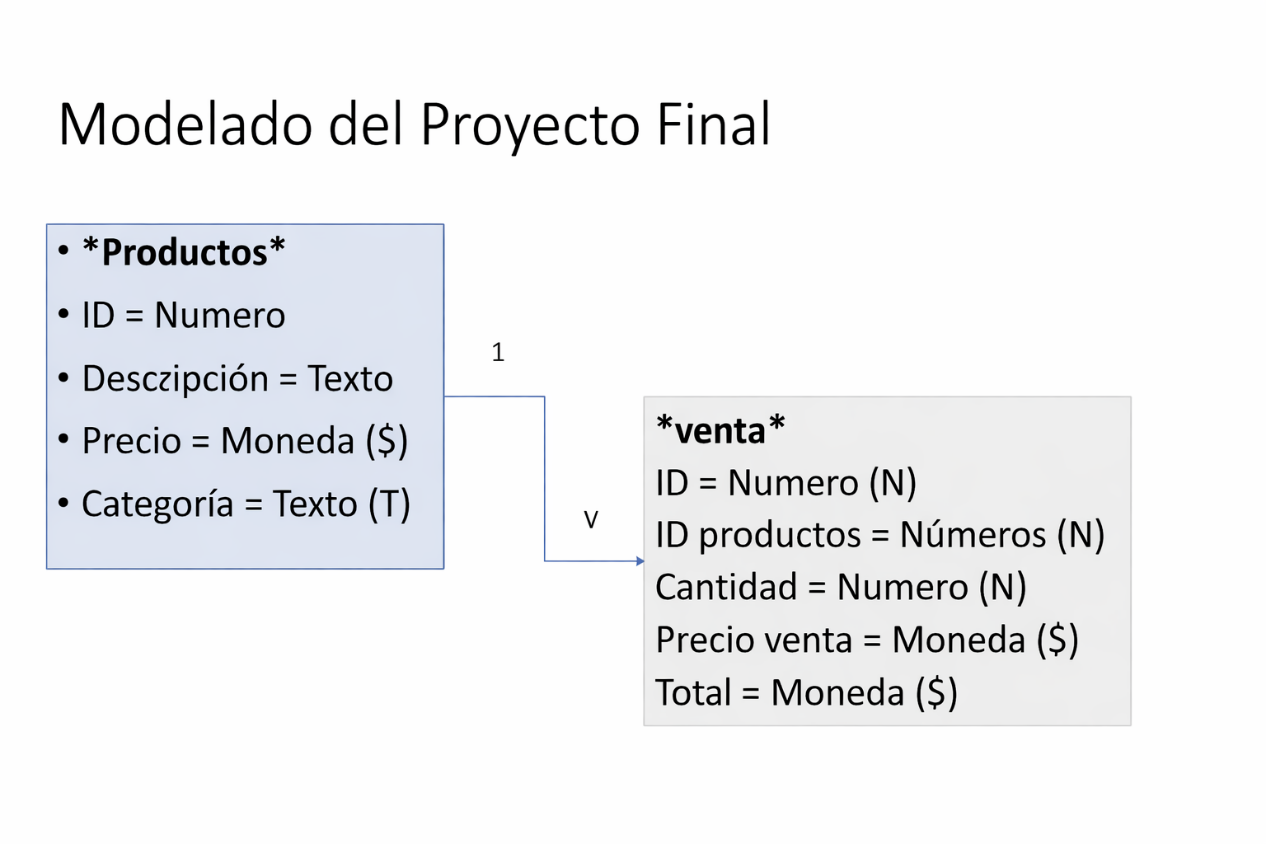 Modelado del Proyecto Final
• *Productos*
• ID = Numero
• Desczipción = Texto
• Precio = Moneda ($)
• Categoría = Texto (T)
1
V
*venta*
ID = Numero (N)
ID productos = Números (N)
Cantidad = Numero (N)
Precio venta = Moneda ($)
Total = Moneda ($)